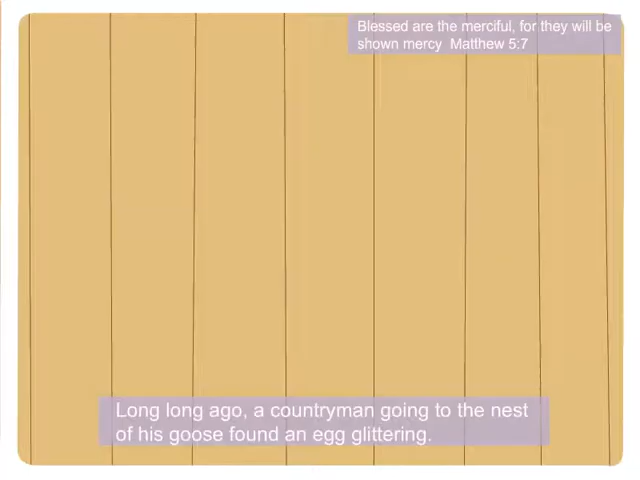 Blessed are the merciful, for they will be
shown mercy  Matthew 5:7
Long long ago, a countryman going to the nest
of his goose found an egg glittering.